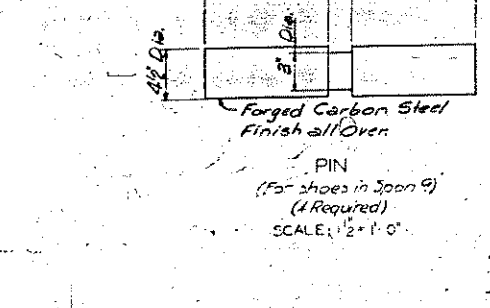 4½" Dia.
3" Dia.
Forged Carbon Steel
Finish all Over.
PIN
(For shoes in Span 9)
(4 Required)
SCALE: 1½" = 1'-0"